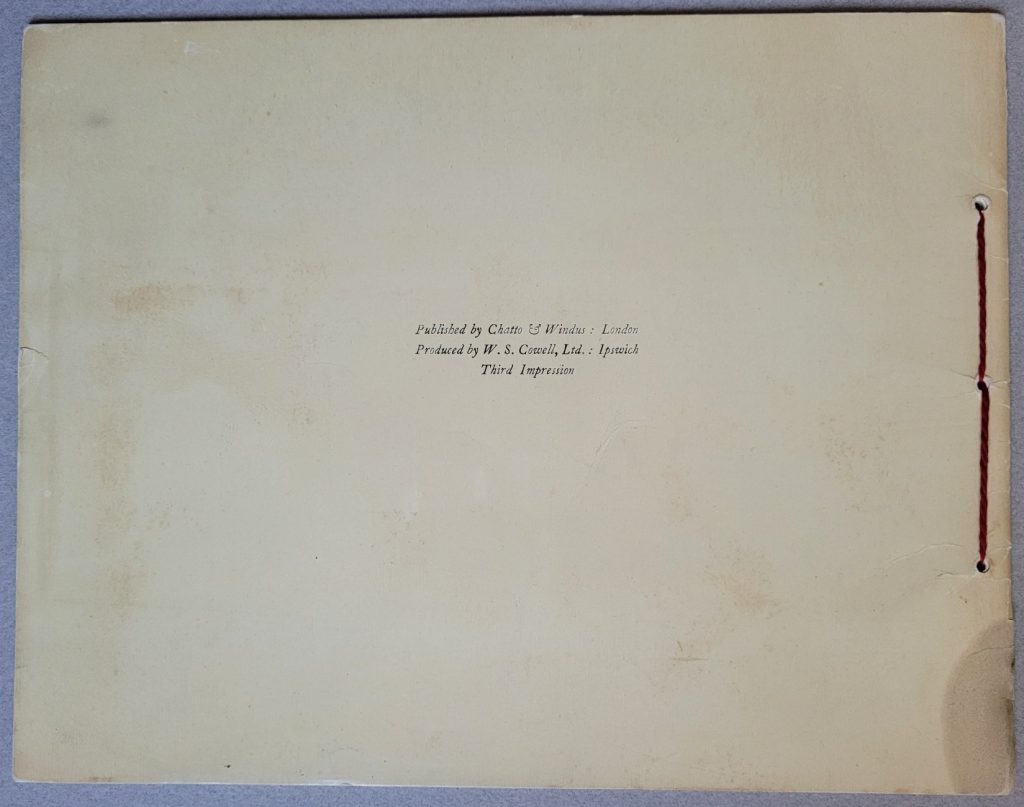 Published by Chatto & Windus : London
Produced by W. S. Cowell, Ltd. : Ipswich
Third Impression